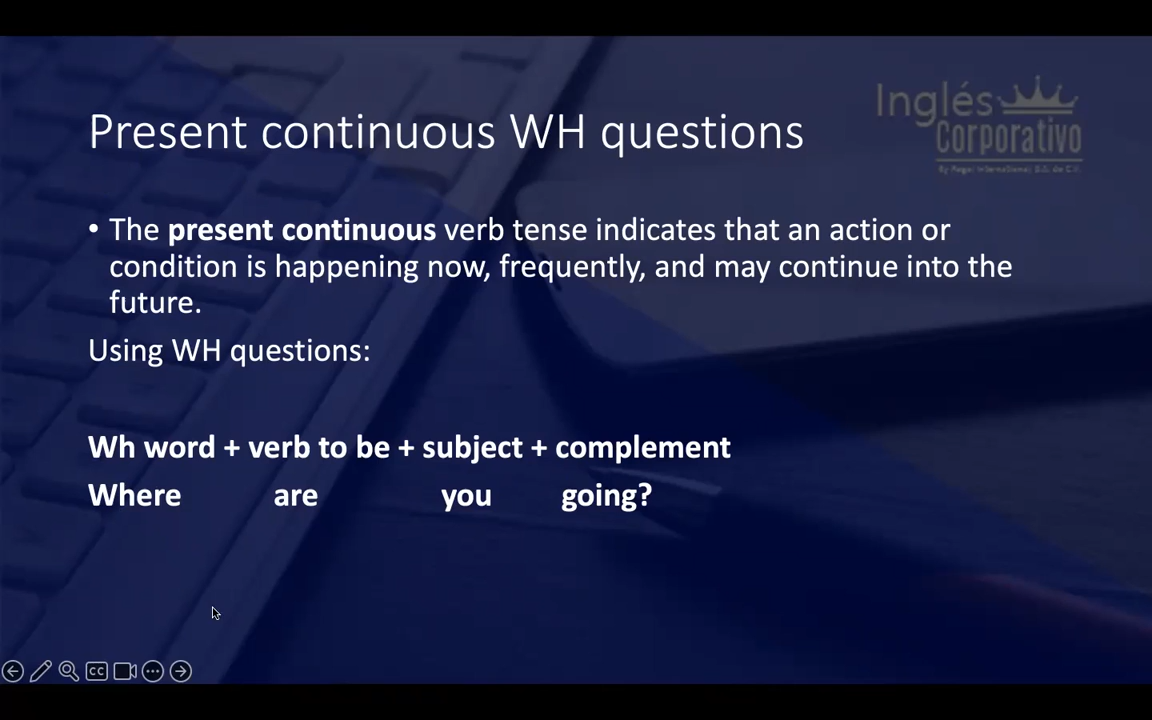 Inglés
Corporativo
Present continuous WH questions
• The present continuous verb tense indicates that an action or
condition is happening now, frequently, and may continue into the
future.
Using WH questions:
Wh word + verb to be + subject + complement
Where are you going?
CC